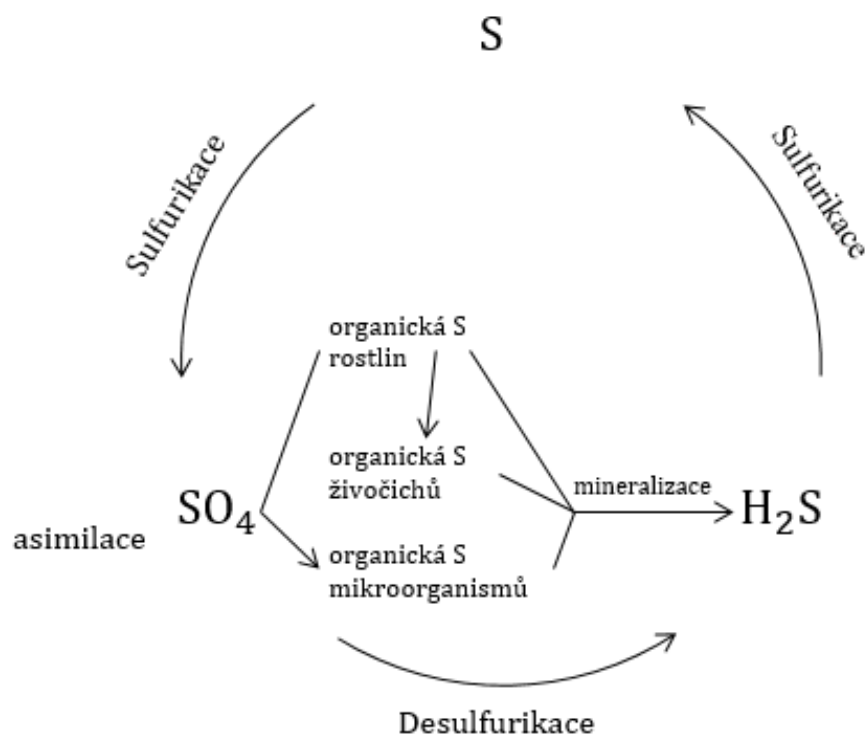 S
Sulfurikace
Sulfurikace
organická S
rostlin
organická S
živočichů
mineralizace
SO₄
H₂S
asimilace
organická S
mikroorganismů
Desulfurikace